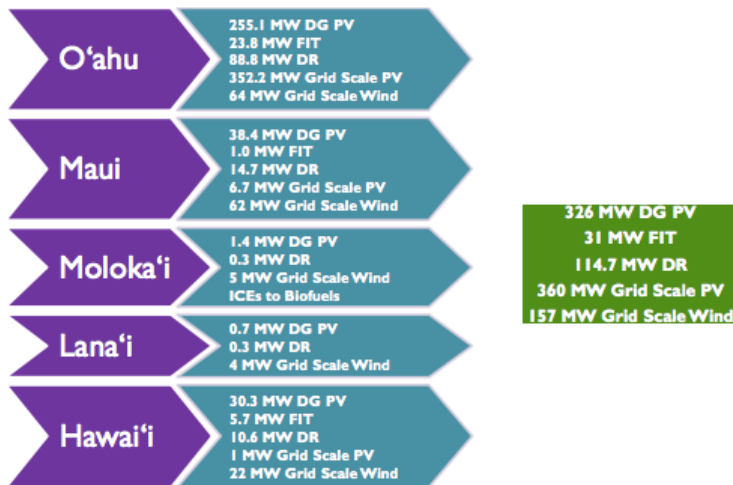 O‘ahu
255.1 MW DG PV
23.8 MW FIT
88.8 MW DR
352.2 MW Grid Scale PV
64 MW Grid Scale Wind
Maui
38.4 MW DG PV
1.0 MW FIT
14.7 MW DR
6.7 MW Grid Scale PV
62 MW Grid Scale Wind
Moloka‘i
1.4 MW DG PV
0.3 MW DR
5 MW Grid Scale Wind
ICEs to Biofuels
Lana‘i
0.7 MW DG PV
0.3 MW DR
4 MW Grid Scale Wind
Hawai‘i
30.3 MW DG PV
5.7 MW FIT
10.6 MW DR
1 MW Grid Scale PV
22 MW Grid Scale Wind
326 MW DG PV
31 MW FIT
114.7 MW DR
360 MW Grid Scale PV
157 MW Grid Scale Wind